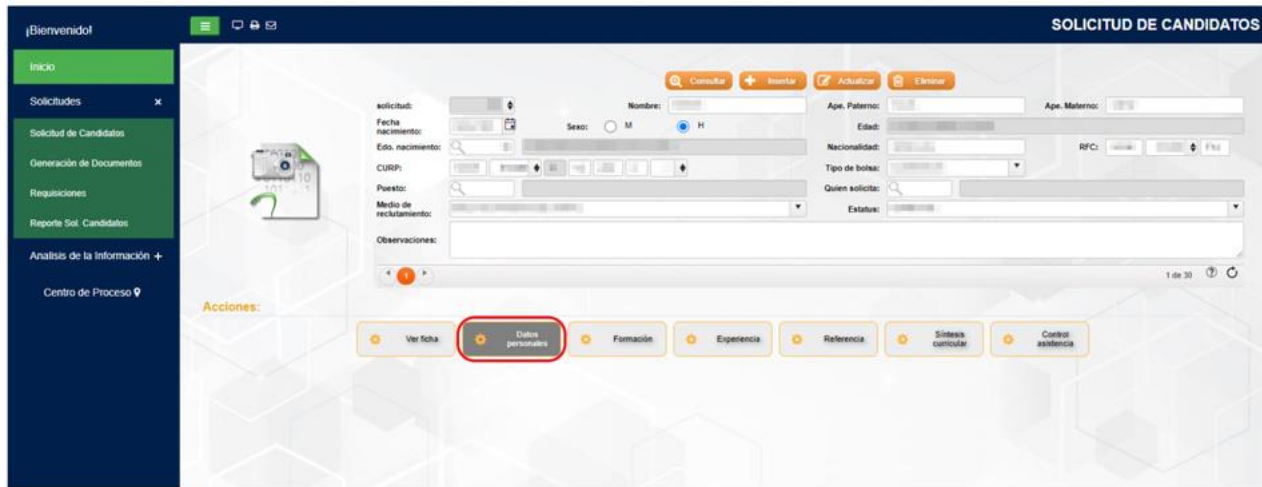 ¡Bienvenido!
SOLICITUD DE CANDIDATOS
Inicio
Solicitudes
Solicitud de Candidatos
Generación de Documentos
Requisiciones
Reporte Sol. Candidatos
Analisis de la Información +
Centro de Proceso
Consultar Insertar Actualizar Eliminar
solicitud: Nombre: Ape. Paterno: Ape. Materno:
Fecha nacimiento: Sexo: M H Edad:
Edo. nacimiento: Nacionalidad: RFC:
CURP: Tipo de bolsa:
Puesto: Quien solicita:
Medio de reclutamiento: Estatus:
Observaciones:
1 1 de 30
Acciones:
Ver ficha Datos personales Formación Experiencia Referencia Síntesis curricular Control asistencia